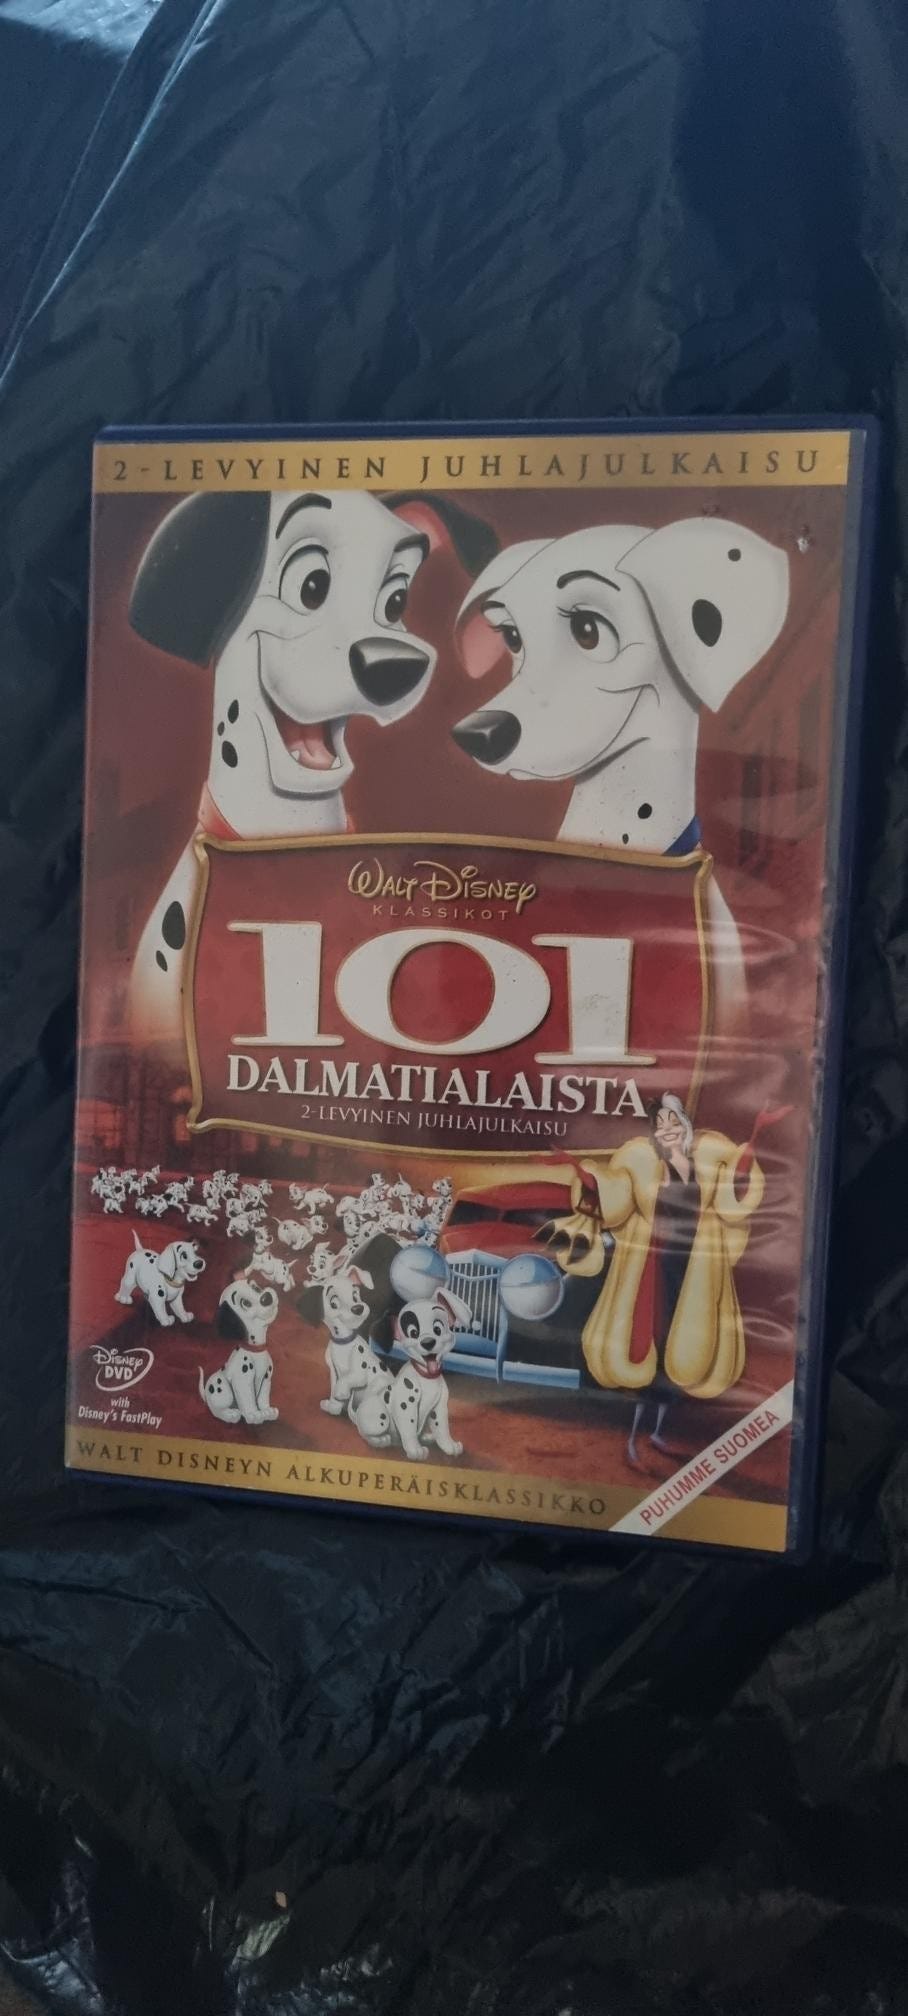 2-LEVYINEN JUHLAJULKAISU
WALT DISNEY
KLASSIKOT
101
DALMATIALAISTA
2-LEVYINEN JUHLAJULKAISU
DISNEY
DVD
with
Disney's FastPlay
WALT DISNEYN ALKUPERÄISKLASSIKKO
PUHUMME SUOMEA